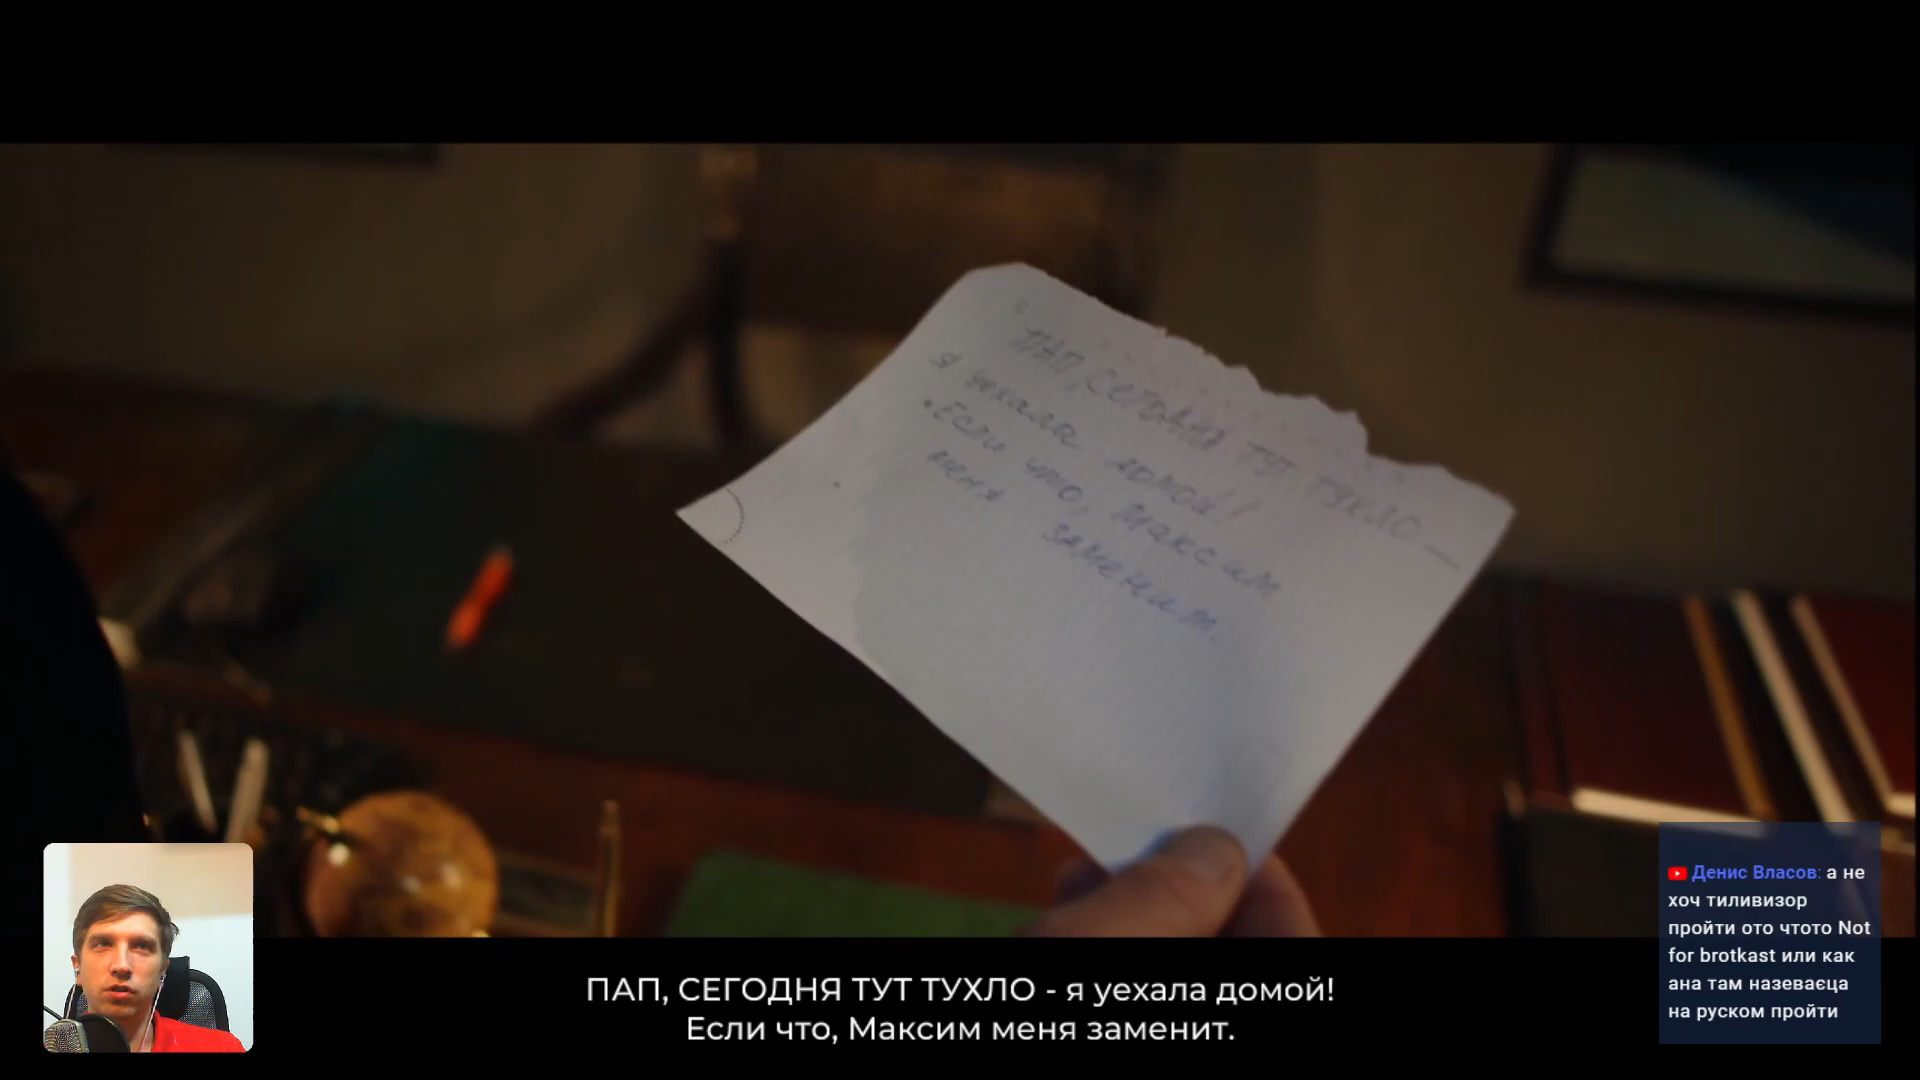 ПАП, СЕГОДНЯ ТУТ ТУХЛО —
я уехала домой!
Если что, Максим
меня заменит.
ПАП, СЕГОДНЯ ТУТ ТУХЛО - я уехала домой!
Если что, Максим меня заменит.
Денис Власов: а не
хоч тиливизор
пройти ото чтото Not
for brotkast или как
ана там назеваєца
на руском пройти